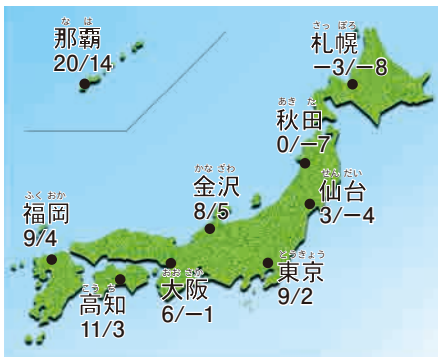 なは
那覇
20/14
さっぽろ
札幌
−3/−8
あきた
秋田
0/−7
せんだい
仙台
3/−4
かなざわ
金沢
8/5
ふくおか
福岡
9/4
とうきょう
東京
9/2
おおさか
大阪
6/−1
こうち
高知
11/3